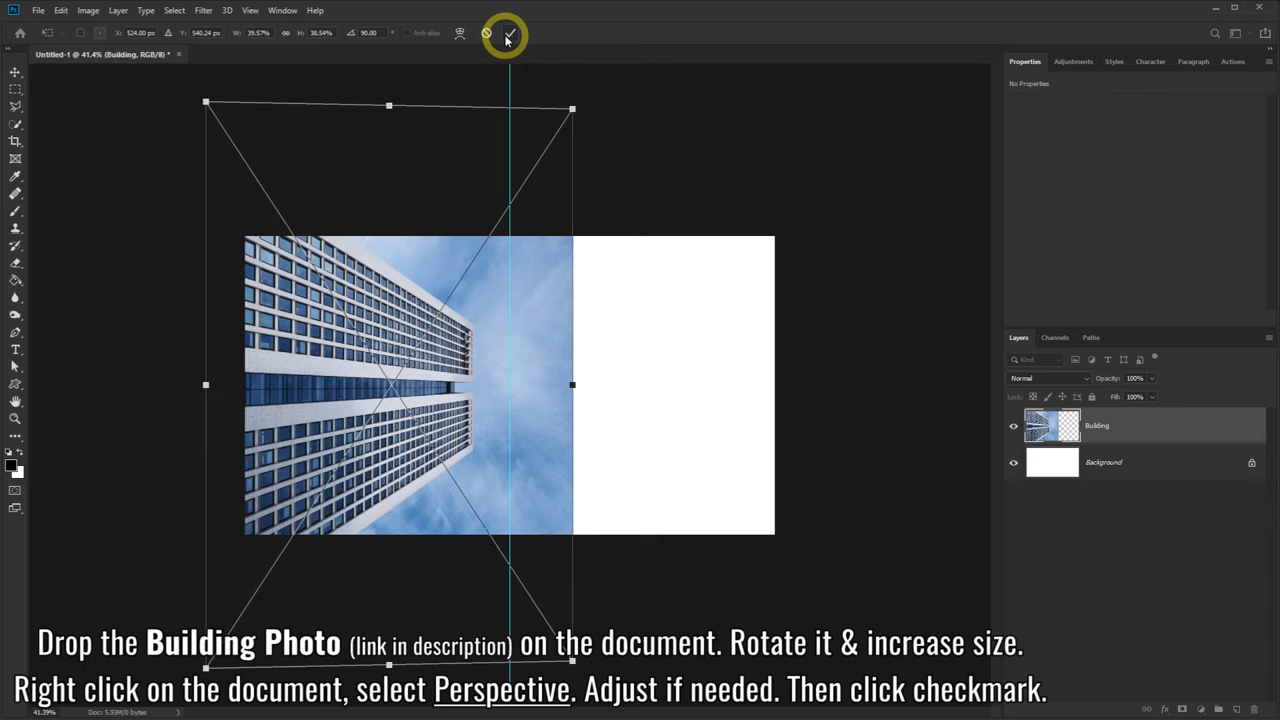 Ps File Edit Image Layer Type Select Filter 3D View Window Help
X: 524.00 px Y: 540.24 px W: 39.57% H: 38.54% 90.00 ° Anti-alias
Untitled-1 @ 41.4% (Building, RGB/8) * ×
Properties Adjustments Styles Character Paragraph Actions
No Properties
Layers Channels Paths
Kind
Normal Opacity: 100%
Lock: Fill: 100%
Building
Background
Drop the Building Photo (link in description) on the document. Rotate it & increase size.
Right click on the document, select Perspective. Adjust if needed. Then click checkmark.
41.39% Doc: 5.93M/0 bytes